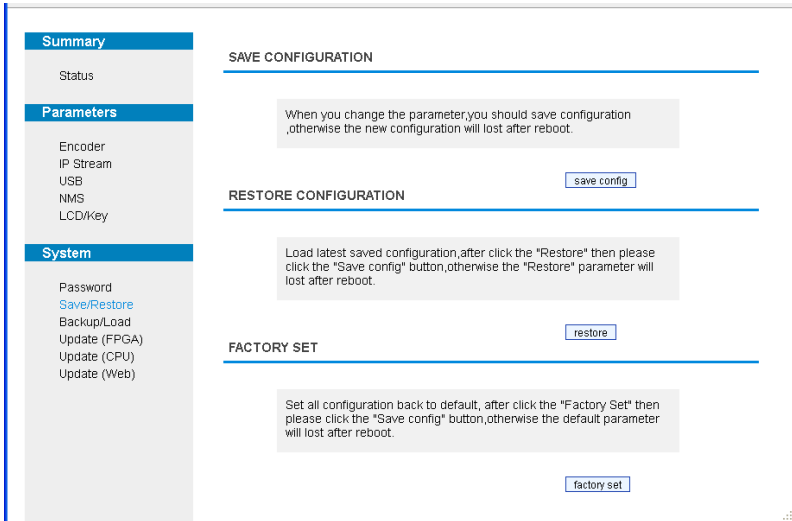 Summary
Status
Parameters
Encoder
IP Stream
USB
NMS
LCD/Key
System
Password
Save/Restore
Backup/Load
Update (FPGA)
Update (CPU)
Update (Web)
SAVE CONFIGURATION
When you change the parameter,you should save configuration
,otherwise the new configuration will lost after reboot.
save config
RESTORE CONFIGURATION
Load latest saved configuration,after click the "Restore" then please
click the "Save config" button,otherwise the "Restore" parameter will
lost after reboot.
restore
FACTORY SET
Set all configuration back to default, after click the "Factory Set" then
please click the "Save config" button,otherwise the default parameter
will lost after reboot.
factory set